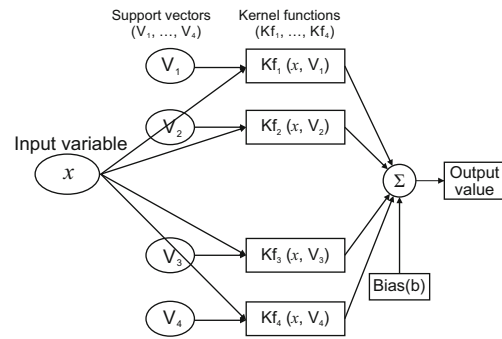 Support vectors
(V₁, ..., V₄)
Kernel functions
(Kf₁, ..., Kf₄)
V₁
Kf₁ (x, V₁)
V₂
Kf₂ (x, V₂)
Input variable
x
Σ
Output
value
V₃
Kf₃ (x, V₃)
Bias(b)
V₄
Kf₄ (x, V₄)